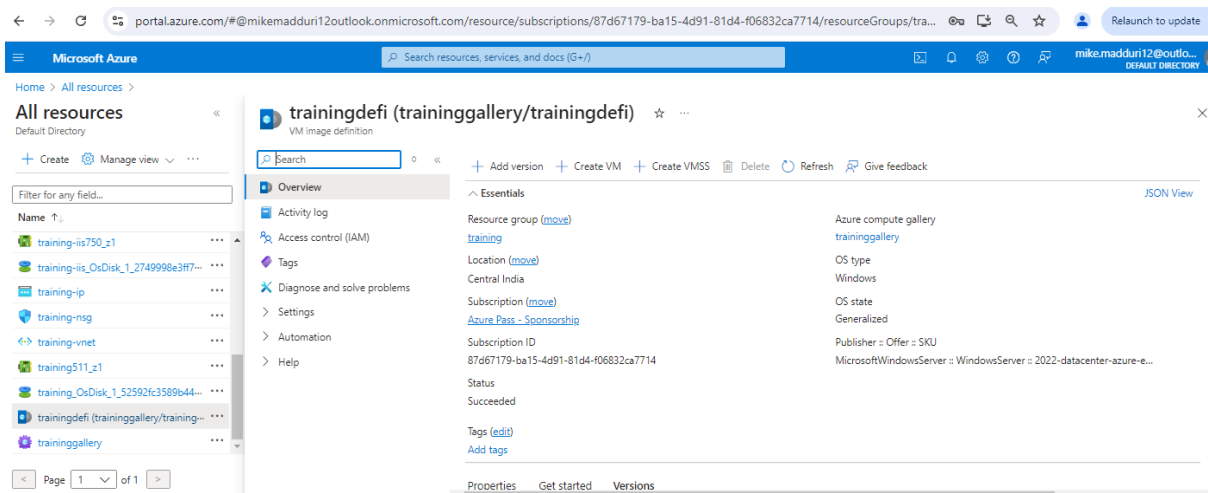 portal.azure.com/#@mikemadduri12outlook.onmicrosoft.com/resource/subscriptions/87d67179-ba15-4d91-81d4-f06832ca7714/resourceGroups/tra...
Relaunch to update
Microsoft Azure
Search resources, services, and docs (G+/)
mike.madduri12@outlo...
DEFAULT DIRECTORY
Home > All resources >
All resources «
Default Directory
+ Create Manage view ...
Filter for any field...
Name ↑↓
training-iis750_z1 ...
training-iis_OsDisk_1_2749998e3ff7... ...
training-ip ...
training-nsg ...
training-vnet ...
training511_z1 ...
training_OsDisk_1_52592fc3589b44... ...
trainingdefi (traininggallery/training... ...
traininggallery ...
< Page 1 of 1 >
trainingdefi (traininggallery/trainingdefi) ☆ ...
VM image definition
Search «
Overview
Activity log
Access control (IAM)
Tags
Diagnose and solve problems
> Settings
> Automation
> Help
+ Add version + Create VM + Create VMSS Delete Refresh Give feedback
Essentials JSON View
Resource group (move)
training
Location (move)
Central India
Subscription (move)
Azure Pass - Sponsorship
Subscription ID
87d67179-ba15-4d91-81d4-f06832ca7714
Status
Succeeded
Tags (edit)
Add tags
Azure compute gallery
traininggallery
OS type
Windows
OS state
Generalized
Publisher :: Offer :: SKU
MicrosoftWindowsServer :: WindowsServer :: 2022-datacenter-azure-e...
Properties Get started Versions